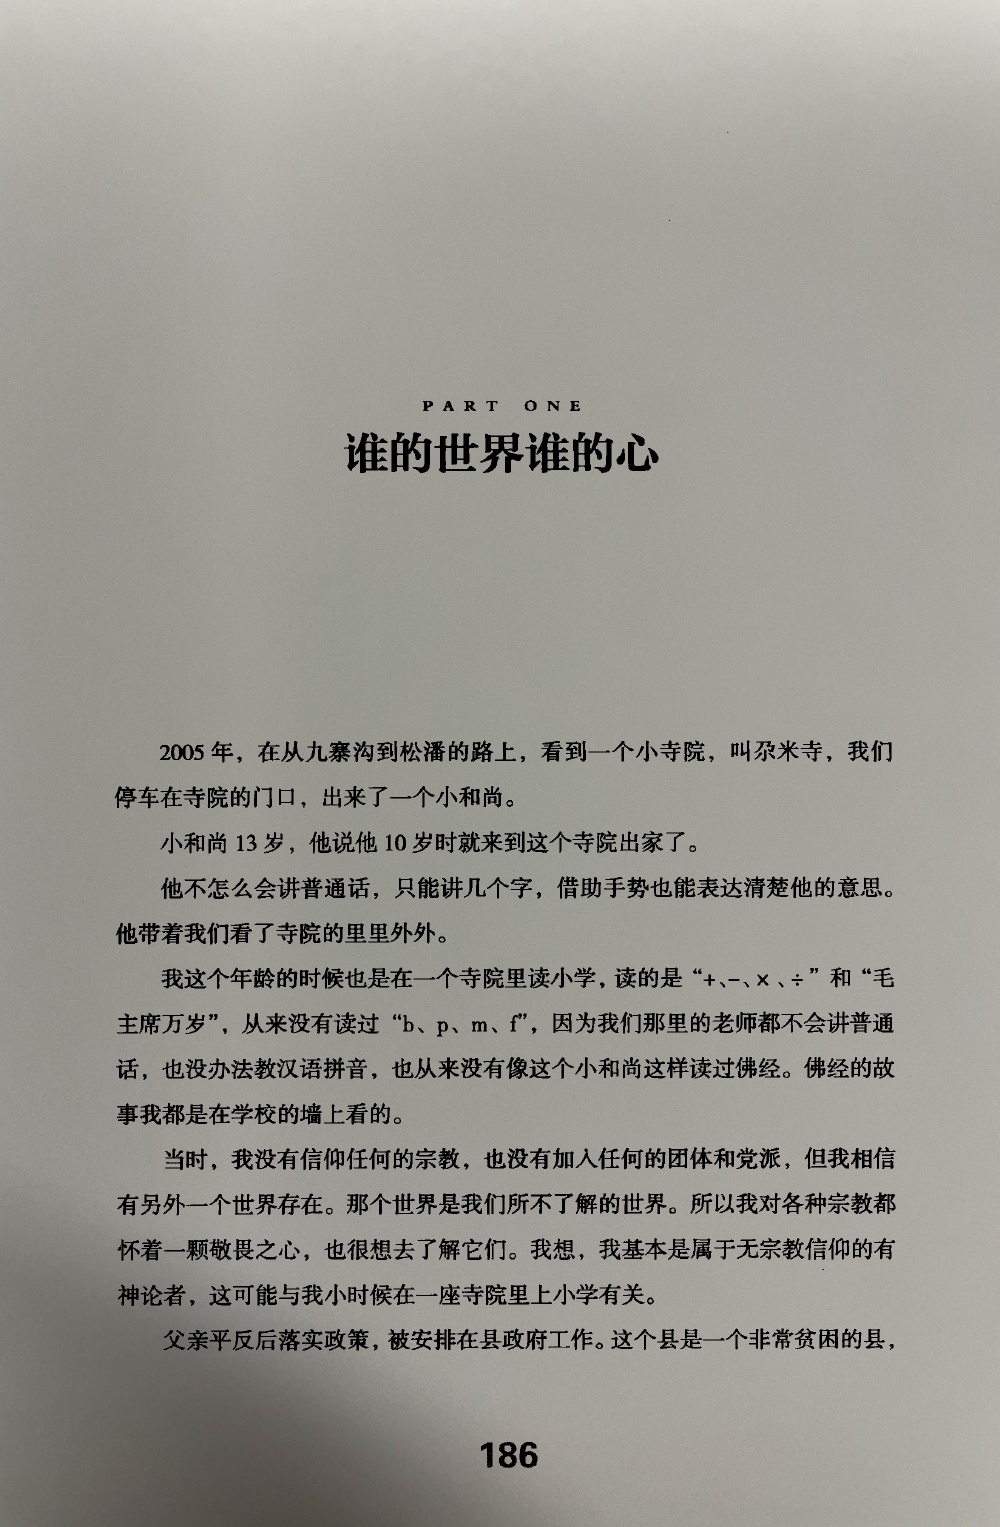 PART ONE
谁的世界谁的心
2005 年，在从九寨沟到松潘的路上，看到一个小寺院，叫尕米寺，我们
停车在寺院的门口，出来了一个小和尚。
小和尚 13 岁，他说他 10 岁时就来到这个寺院出家了。
他不怎么会讲普通话，只能讲几个字，借助手势也能表达清楚他的意思。
他带着我们看了寺院的里里外外。
我这个年龄的时候也是在一个寺院里读小学，读的是“+、-、×、÷”和“毛
主席万岁”，从来没有读过“b、p、m、f”，因为我们那里的老师都不会讲普通
话，也没办法教汉语拼音，也从来没有像这个小和尚这样读过佛经。佛经的故
事我都是在学校的墙上看的。
当时，我没有信仰任何的宗教，也没有加入任何的团体和党派，但我相信
有另外一个世界存在。那个世界是我们所不了解的世界。所以我对各种宗教都
怀着一颗敬畏之心，也很想去了解它们。我想，我基本是属于无宗教信仰的有
神论者，这可能与我小时候在一座寺院里上小学有关。
父亲平反后落实政策，被安排在县政府工作。这个县是一个非常贫困的县，
186